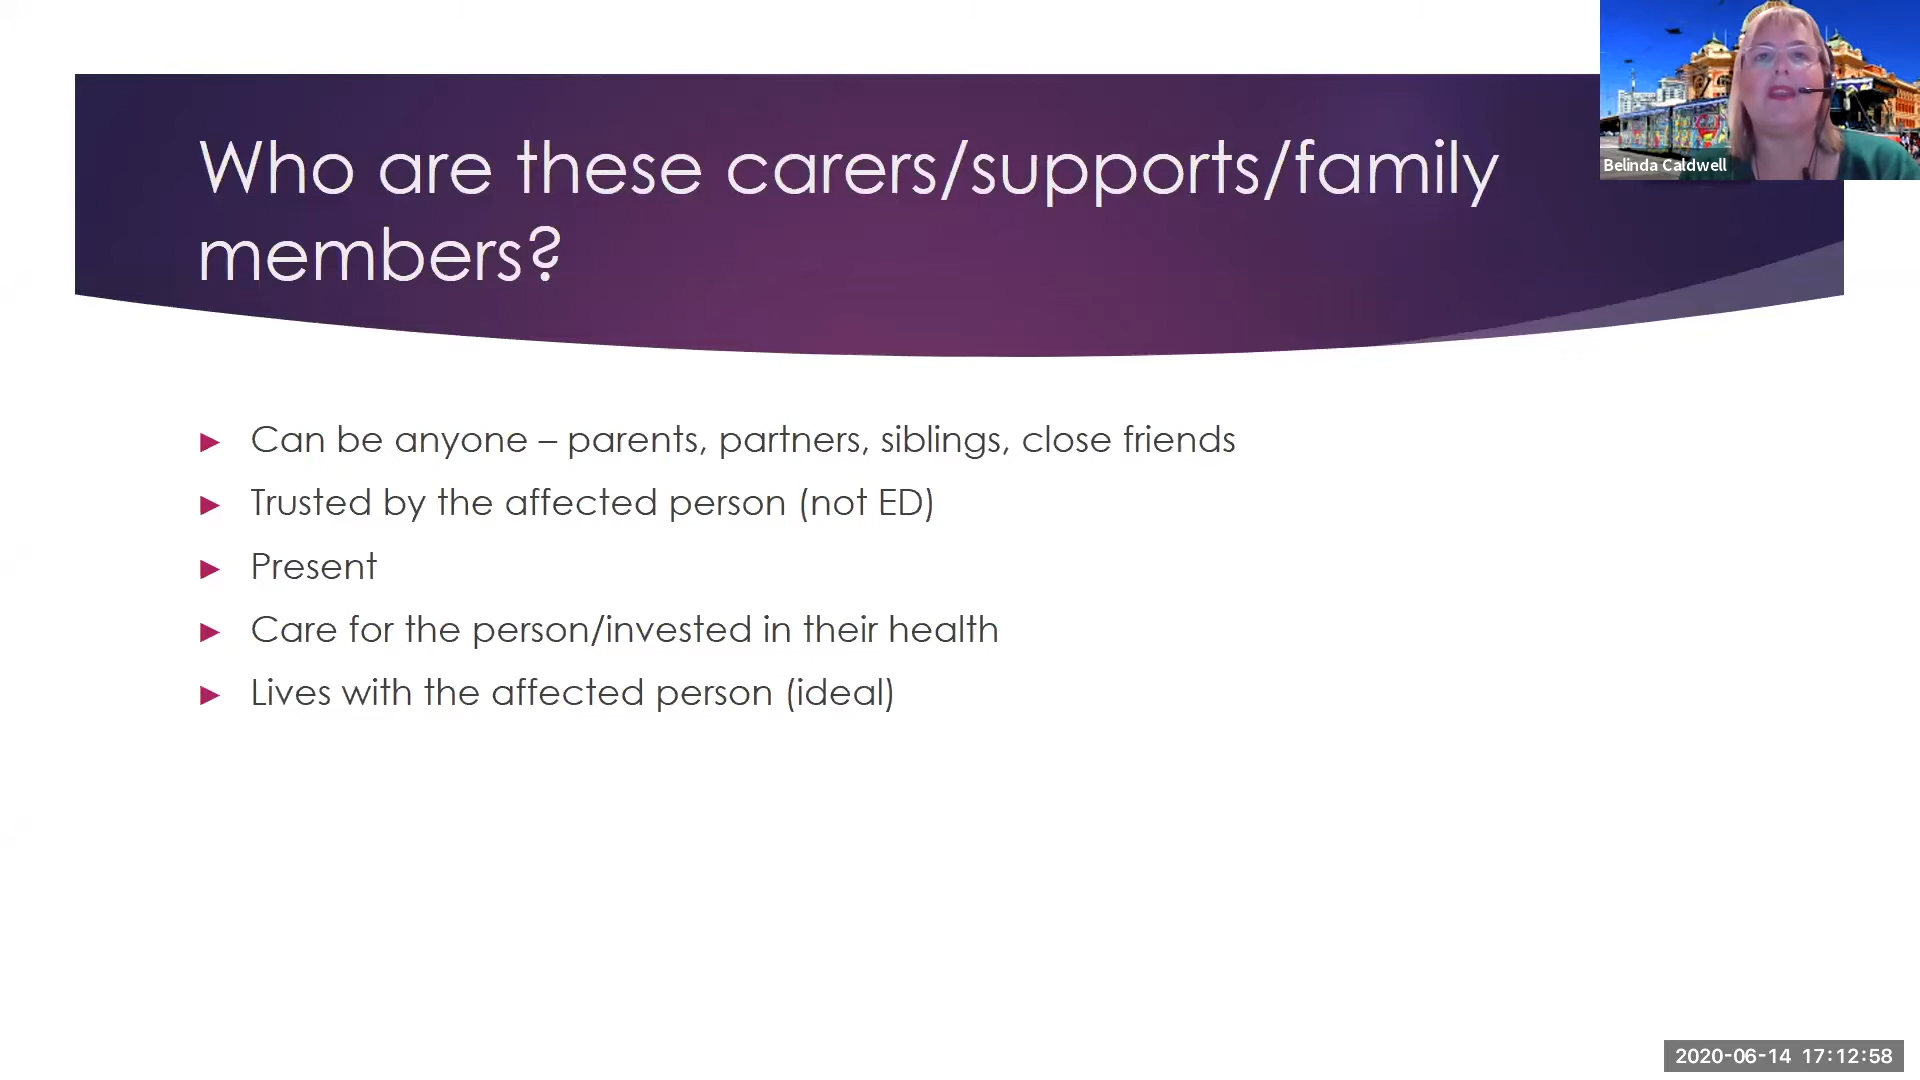 Who are these carers/supports/family
members?
Belinda Caldwell
► Can be anyone – parents, partners, siblings, close friends
► Trusted by the affected person (not ED)
► Present
► Care for the person/invested in their health
► Lives with the affected person (ideal)
2020-06-14 17:12:58